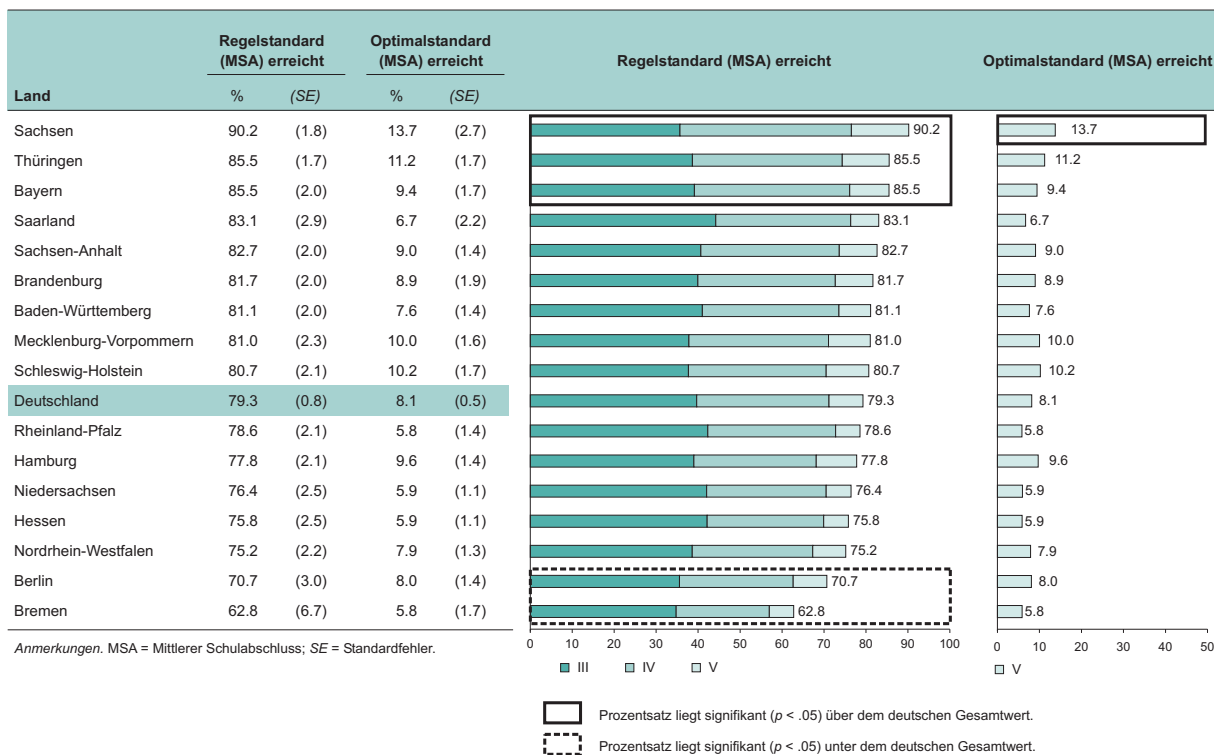 Regelstandard Optimalstandard
(MSA) erreicht (MSA) erreicht Regelstandard (MSA) erreicht Optimalstandard (MSA) erreicht
Land % (SE) % (SE)
Sachsen 90.2 (1.8) 13.7 (2.7) 90.2 13.7
Thüringen 85.5 (1.7) 11.2 (1.7) 85.5 11.2
Bayern 85.5 (2.0) 9.4 (1.7) 85.5 9.4
Saarland 83.1 (2.9) 6.7 (2.2) 83.1 6.7
Sachsen-Anhalt 82.7 (2.0) 9.0 (1.4) 82.7 9.0
Brandenburg 81.7 (2.0) 8.9 (1.9) 81.7 8.9
Baden-Württemberg 81.1 (2.0) 7.6 (1.4) 81.1 7.6
Mecklenburg-Vorpommern 81.0 (2.3) 10.0 (1.6) 81.0 10.0
Schleswig-Holstein 80.7 (2.1) 10.2 (1.7) 80.7 10.2
Deutschland 79.3 (0.8) 8.1 (0.5) 79.3 8.1
Rheinland-Pfalz 78.6 (2.1) 5.8 (1.4) 78.6 5.8
Hamburg 77.8 (2.1) 9.6 (1.4) 77.8 9.6
Niedersachsen 76.4 (2.5) 5.9 (1.1) 76.4 5.9
Hessen 75.8 (2.5) 5.9 (1.1) 75.8 5.9
Nordrhein-Westfalen 75.2 (2.2) 7.9 (1.3) 75.2 7.9
Berlin 70.7 (3.0) 8.0 (1.4) 70.7 8.0
Bremen 62.8 (6.7) 5.8 (1.7) 62.8 5.8
0 10 20 30 40 50 60 70 80 90 100 0 10 20 30 40 50
Anmerkungen. MSA = Mittlerer Schulabschluss; SE = Standardfehler.
III IV V V
Prozentsatz liegt signifikant (p < .05) über dem deutschen Gesamtwert.
Prozentsatz liegt signifikant (p < .05) unter dem deutschen Gesamtwert.